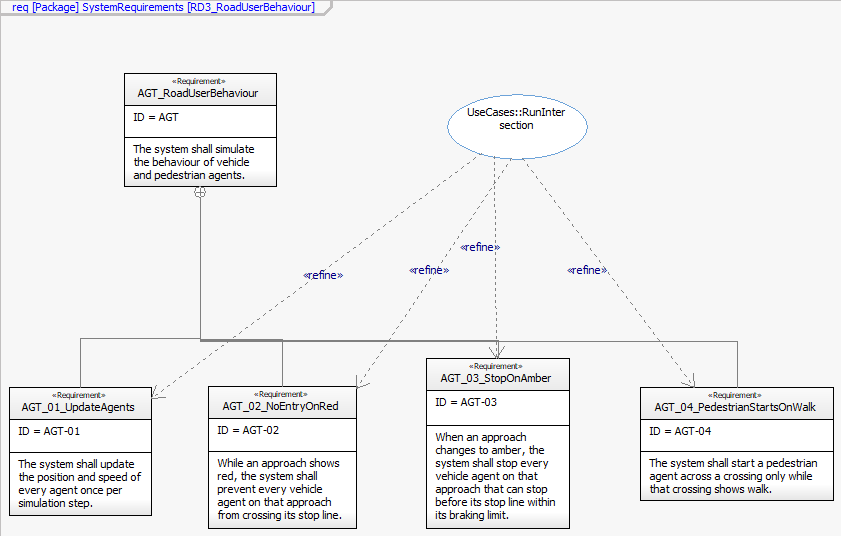 req [Package] SystemRequirements [RD3_RoadUserBehaviour]
«Requirement»
AGT_RoadUserBehaviour
ID = AGT
The system shall simulate
the behaviour of vehicle
and pedestrian agents.
UseCases::RunInter
section
«refine»
«refine»
«refine»
«refine»
«Requirement»
AGT_01_UpdateAgents
ID = AGT-01
The system shall update
the position and speed of
every agent once per
simulation step.
«Requirement»
AGT_02_NoEntryOnRed
ID = AGT-02
While an approach shows
red, the system shall
prevent every vehicle
agent on that approach
from crossing its stop line.
«Requirement»
AGT_03_StopOnAmber
ID = AGT-03
When an approach
changes to amber, the
system shall stop every
vehicle agent on that
approach that can stop
before its stop line within
its braking limit.
«Requirement»
AGT_04_PedestrianStartsOnWalk
ID = AGT-04
The system shall start a pedestrian
agent across a crossing only while
that crossing shows walk.